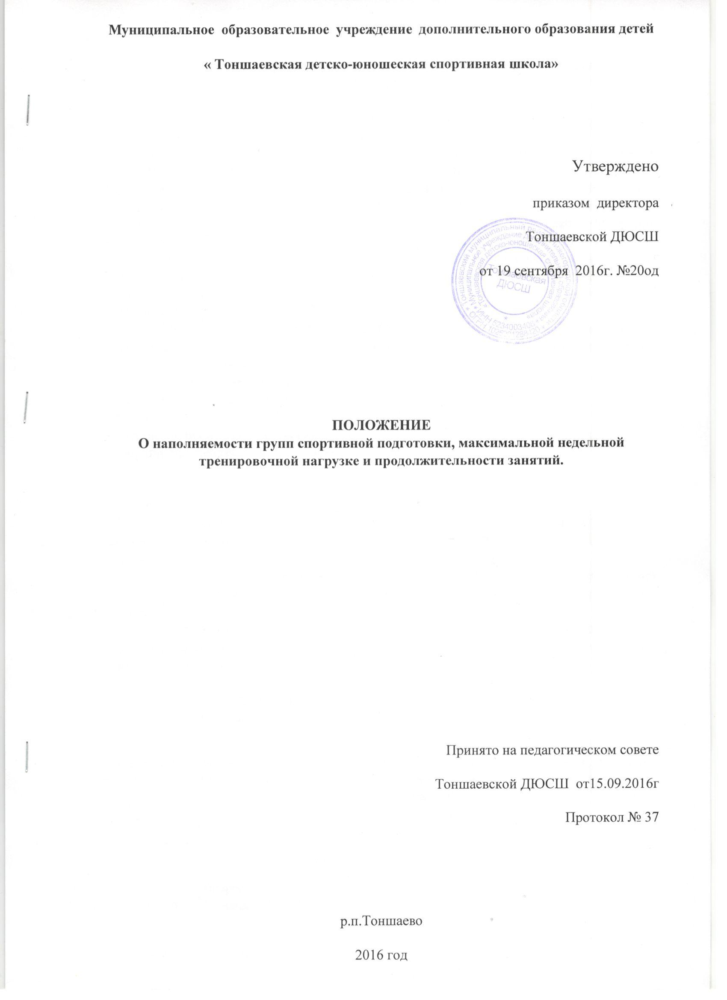 Муниципальное образовательное учреждение дополнительного образования детей
« Тоншаевская детско-юношеская спортивная школа»
Утверждено
приказом директора
Тоншаевской ДЮСШ
от 19 сентября 2016г. №20од
Тоншаевская
ДЮСШ
ПОЛОЖЕНИЕ
О наполняемости групп спортивной подготовки, максимальной недельной
тренировочной нагрузке и продолжительности занятий.
Принято на педагогическом совете
Тоншаевской ДЮСШ от15.09.2016г
Протокол № 37
р.п.Тоншаево
2016 год